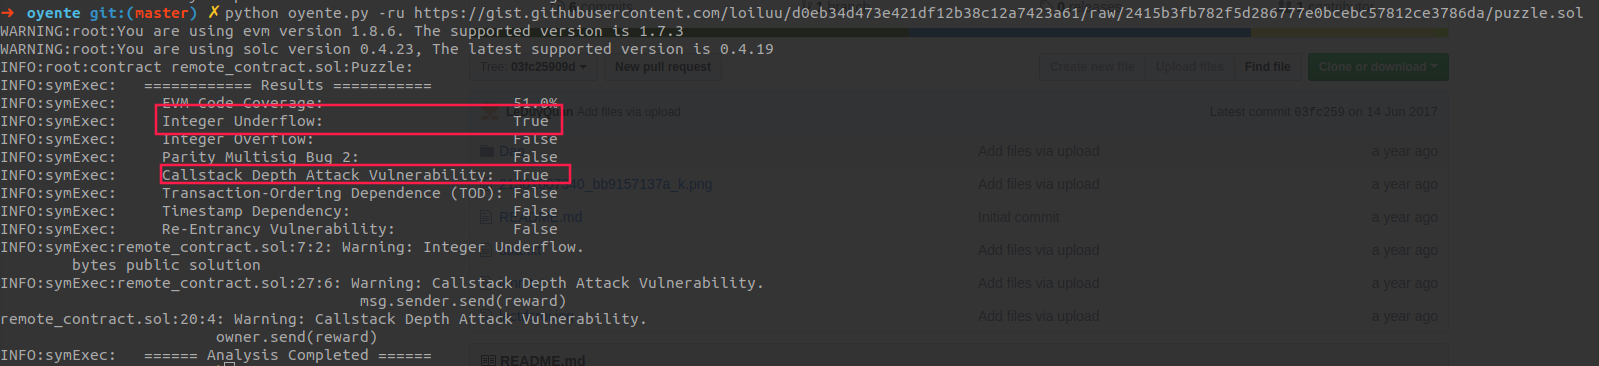 ➜ oyente git:(master) ✗ python oyente.py -ru https://gist.githubusercontent.com/loiluu/d0eb34d473e421df12b38c12a7423a61/raw/2415b3fb782f5d286777e0bcebc57812ce3786da/puzzle.sol
WARNING:root:You are using evm version 1.8.6. The supported version is 1.7.3
WARNING:root:You are using solc version 0.4.23, The latest supported version is 0.4.19
INFO:root:contract remote_contract.sol:Puzzle:
Tree: 03fc25909d New pull request Create new file Upload files Find file Clone or download
INFO:symExec: ============ Results ===========
INFO:symExec: EVM Code Coverage: 51.0%
Add files via upload Latest commit 03fc259 on 14 Jun 2017
INFO:symExec: Integer Underflow: True
INFO:symExec: Integer Overflow: False
INFO:symExec: Parity Multisig Bug 2: False
Add files via upload a year ago
INFO:symExec: Callstack Depth Attack Vulnerability: True
_bb9157137a_k.png Add files via upload a year ago
INFO:symExec: Transaction-Ordering Dependence (TOD): False
INFO:symExec: Timestamp Dependency: False
README.md Initial commit a year ago
INFO:symExec: Re-Entrancy Vulnerability: False
INFO:symExec:remote_contract.sol:7:2: Warning: Integer Underflow.
Add files via upload a year ago
bytes public solution
INFO:symExec:remote_contract.sol:27:6: Warning: Callstack Depth Attack Vulnerability.
Add files via upload a year ago
msg.sender.send(reward)
remote_contract.sol:20:4: Warning: Callstack Depth Attack Vulnerability.
Add files via upload a year ago
owner.send(reward)
INFO:symExec: ====== Analysis Completed ======
README.md